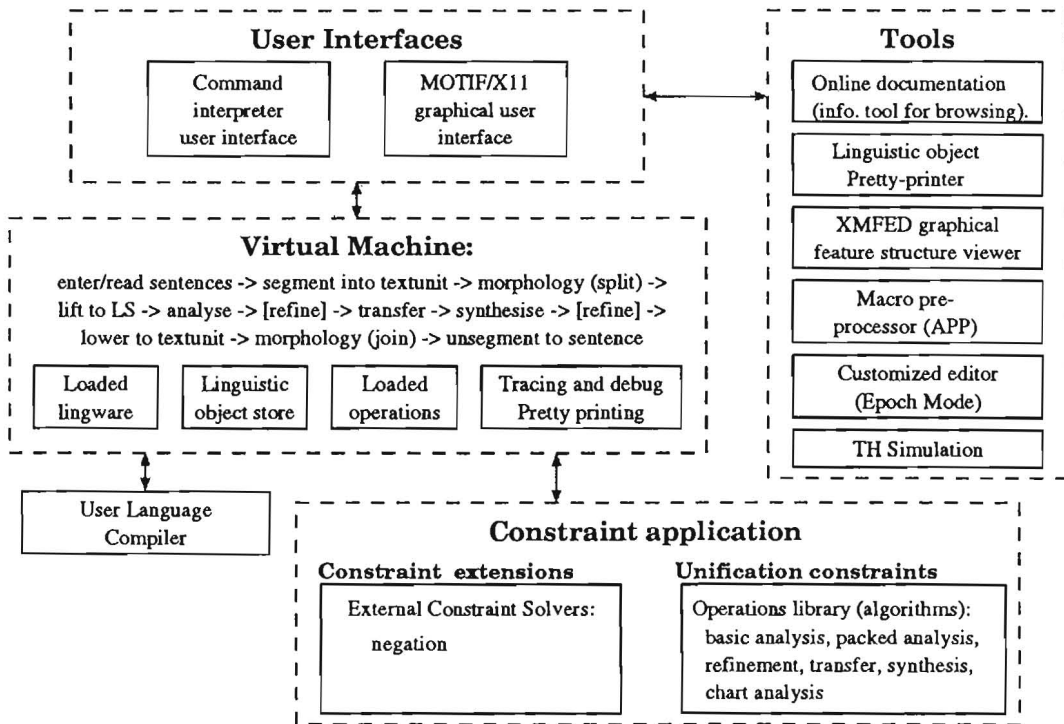 User Interfaces
Command
interpreter
user interface
MOTIF/X11
graphical user
interface
Tools
Online documentation
(info. tool for browsing).
Linguistic object
Pretty-printer
XMFED graphical
feature structure viewer
Macro pre-
processor (APP)
Customized editor
(Epoch Mode)
TH Simulation
Virtual Machine:
enter/read sentences -> segment into textunit -> morphology (split) ->
lift to LS -> analyse -> [refine] -> transfer -> synthesise -> [refine] ->
lower to textunit -> morphology (join) -> unsegment to sentence
Loaded
lingware
Linguistic
object store
Loaded
operations
Tracing and debug
Pretty printing
User Language
Compiler
Constraint application
Constraint extensions
External Constraint Solvers:
negation
Unification constraints
Operations library (algorithms):
basic analysis, packed analysis,
refinement, transfer, synthesis,
chart analysis